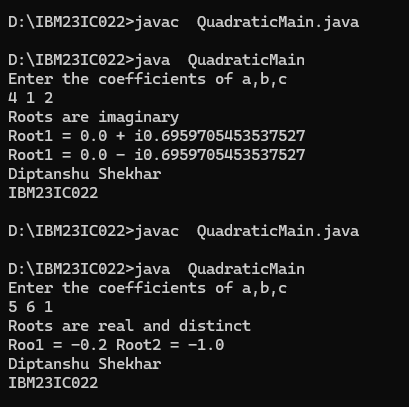 D:\IBM23IC022>javac  QuadraticMain.java
D:\IBM23IC022>java  QuadraticMain
Enter the coefficients of a,b,c
4 1 2
Roots are imaginary
Root1 = 0.0 + i0.6959705453537527
Root1 = 0.0 - i0.6959705453537527
Diptanshu Shekhar
IBM23IC022
D:\IBM23IC022>javac  QuadraticMain.java
D:\IBM23IC022>java  QuadraticMain
Enter the coefficients of a,b,c
5 6 1
Roots are real and distinct
Roo1 = -0.2 Root2 = -1.0
Diptanshu Shekhar
IBM23IC022